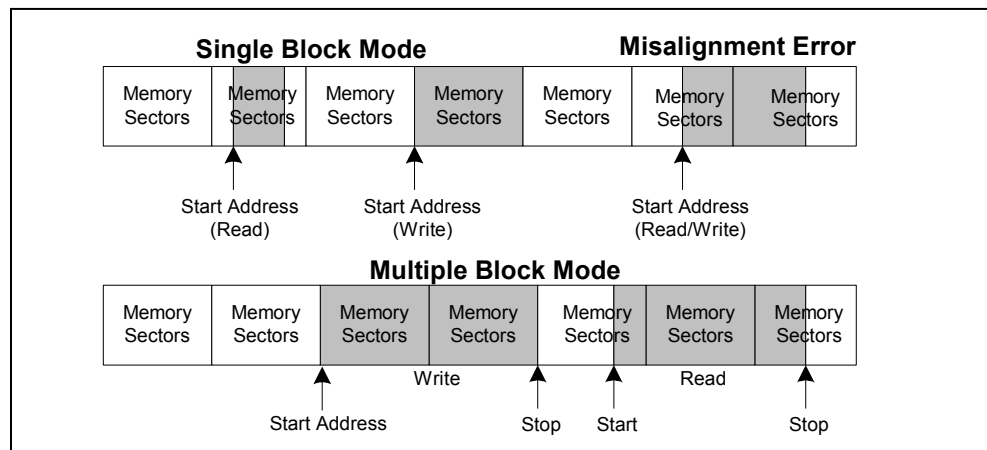 Single Block Mode
Misalignment Error
Memory Sectors
Memory Sectors
Memory Sectors
Memory Sectors
Memory Sectors
Memory Sectors
Memory Sectors
Start Address
(Read)
Start Address
(Write)
Start Address
(Read/Write)
Multiple Block Mode
Memory Sectors
Memory Sectors
Memory Sectors
Memory Sectors
Memory Sectors
Memory Sectors
Memory Sectors
Write
Read
Start Address
Stop
Start
Stop